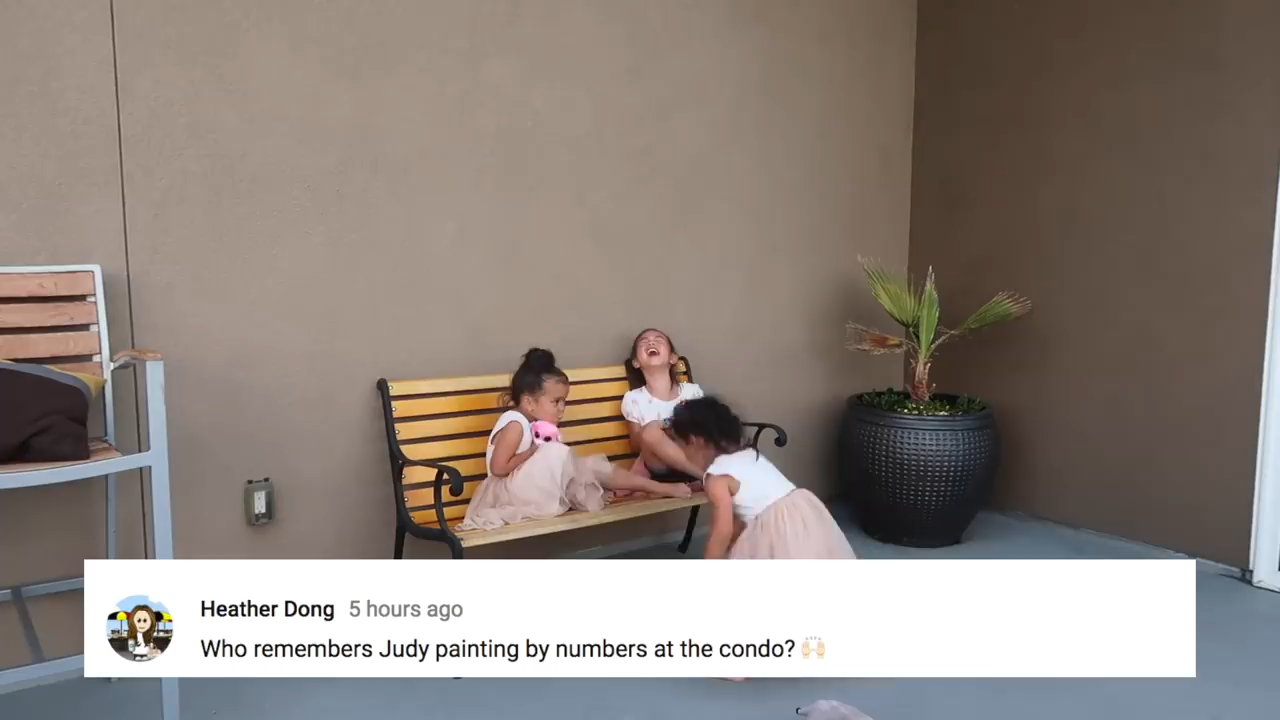 Heather Dong 5 hours ago
Who remembers Judy painting by numbers at the condo? 🙌🏻